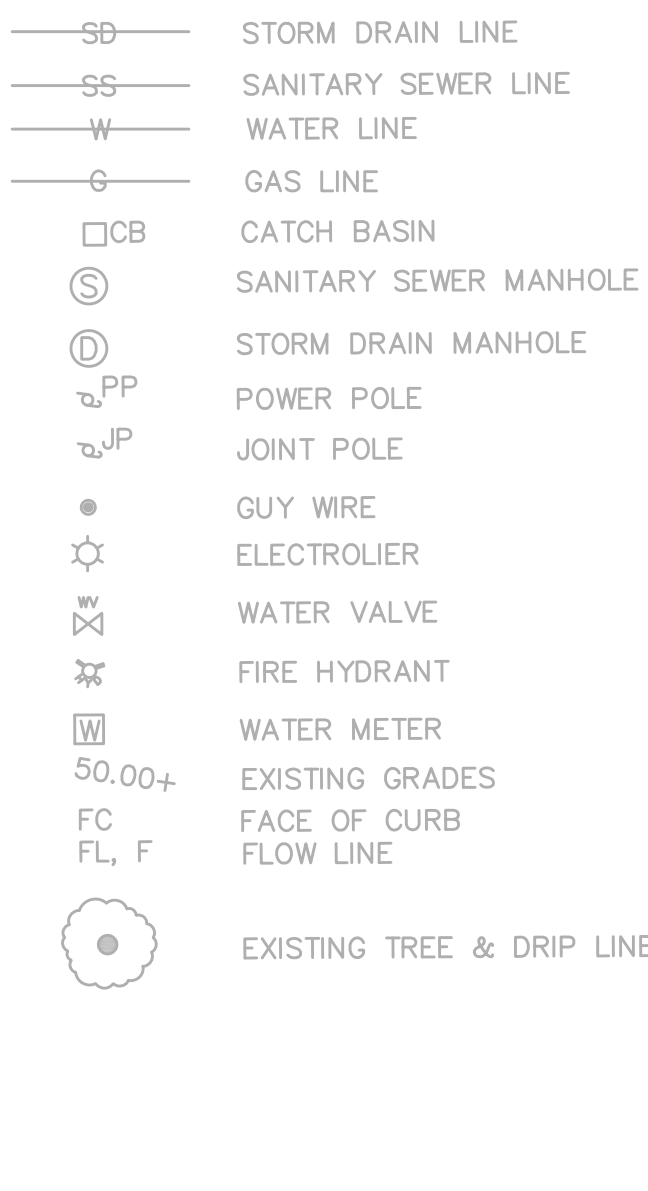 SD STORM DRAIN LINE
SS SANITARY SEWER LINE
W WATER LINE
G GAS LINE
CB CATCH BASIN
S SANITARY SEWER MANHOLE
D STORM DRAIN MANHOLE
PP POWER POLE
JP JOINT POLE
GUY WIRE
ELECTROLIER
WV WATER VALVE
FIRE HYDRANT
W WATER METER
50.00+ EXISTING GRADES
FC FACE OF CURB
FL, F FLOW LINE
EXISTING TREE & DRIP LINE